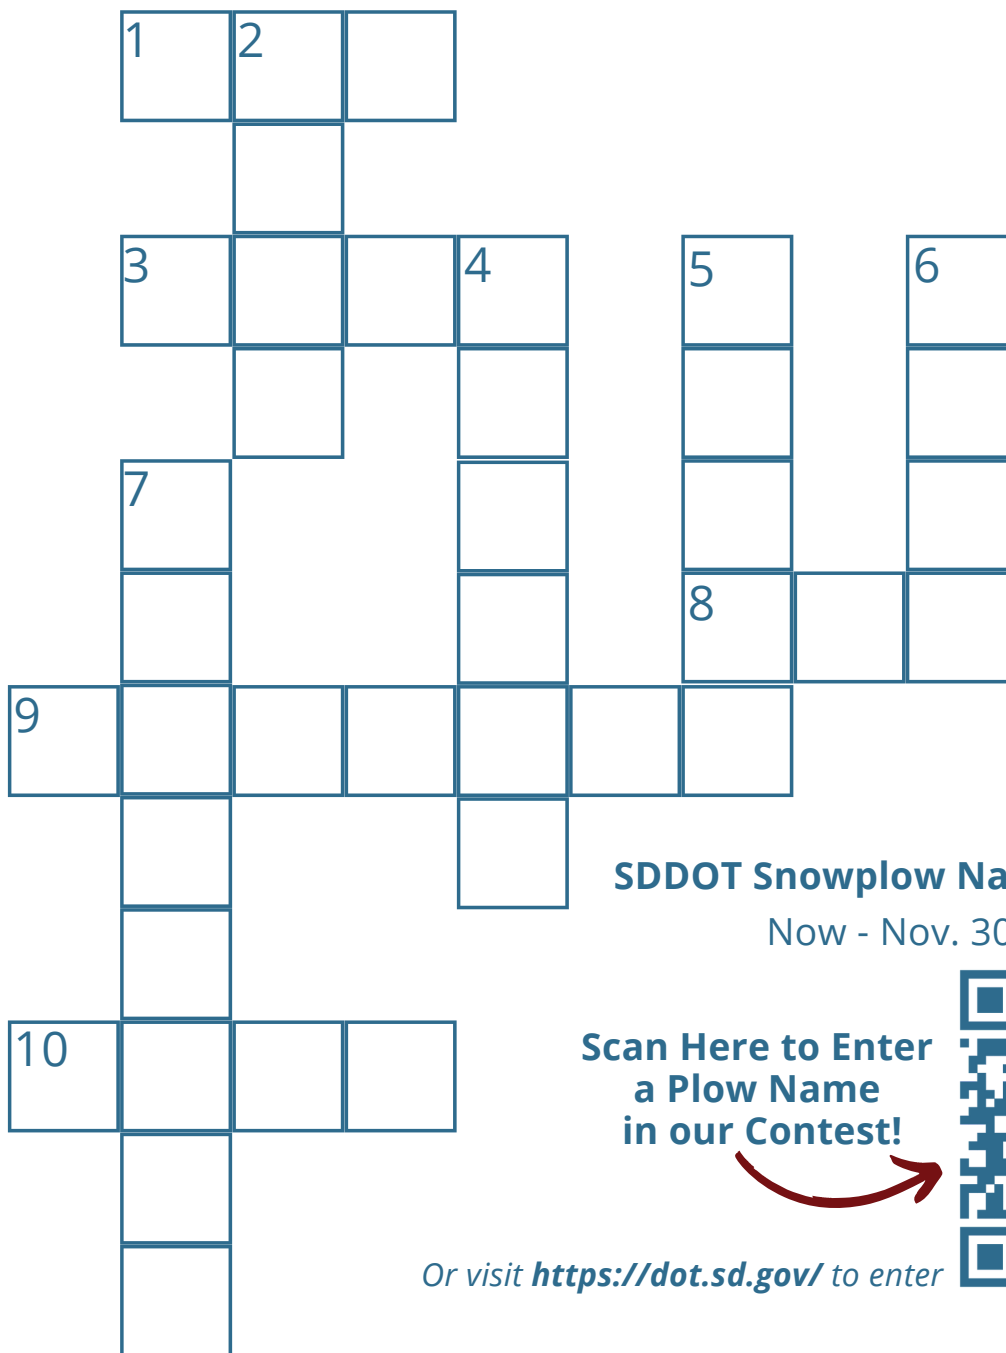 1 2
3 4 5 6
7
8
9
SDDOT Snowplow Na
Now - Nov. 30
10
Scan Here to Enter
a Plow Name
in our Contest!
Or visit https://dot.sd.gov/ to enter